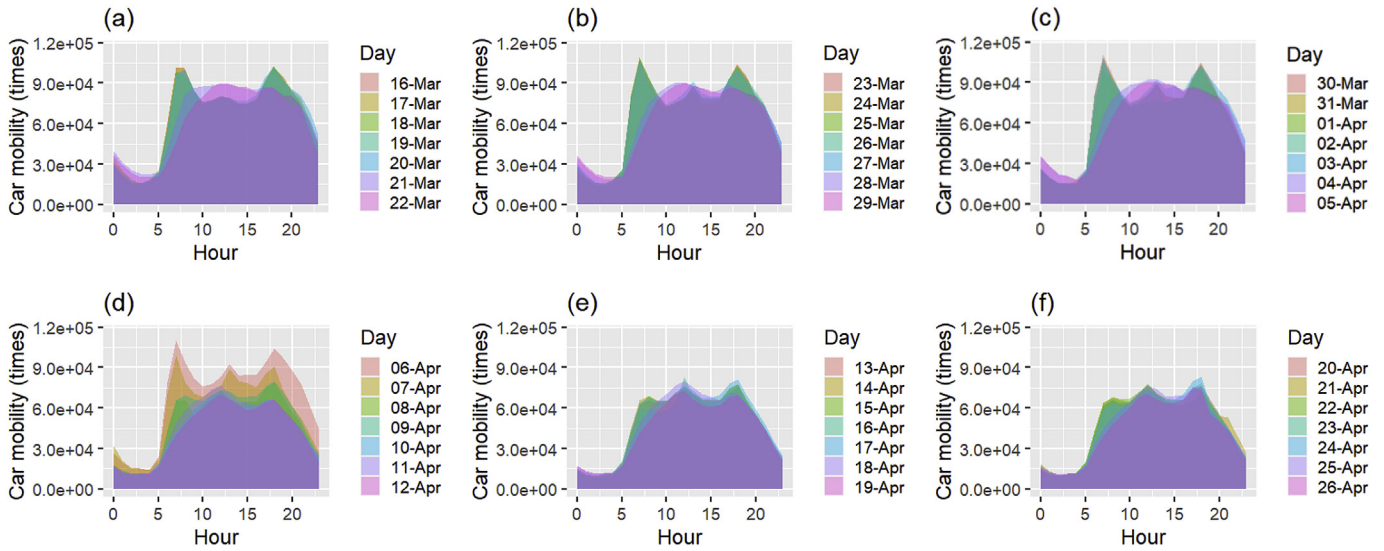 (a)
Car mobility (times)
1.2e+05
9.0e+04
6.0e+04
3.0e+04
0.0e+00
0 5 10 15 20
Hour
Day
16-Mar
17-Mar
18-Mar
19-Mar
20-Mar
21-Mar
22-Mar
(b)
Car mobility (times)
1.2e+05
9.0e+04
6.0e+04
3.0e+04
0.0e+00
0 5 10 15 20
Hour
Day
23-Mar
24-Mar
25-Mar
26-Mar
27-Mar
28-Mar
29-Mar
(c)
Car mobility (times)
1.2e+05
9.0e+04
6.0e+04
3.0e+04
0.0e+00
0 5 10 15 20
Hour
Day
30-Mar
31-Mar
01-Apr
02-Apr
03-Apr
04-Apr
05-Apr
(d)
Car mobility (times)
1.2e+05
9.0e+04
6.0e+04
3.0e+04
0.0e+00
0 5 10 15 20
Hour
Day
06-Apr
07-Apr
08-Apr
09-Apr
10-Apr
11-Apr
12-Apr
(e)
Car mobility (times)
1.2e+05
9.0e+04
6.0e+04
3.0e+04
0.0e+00
0 5 10 15 20
Hour
Day
13-Apr
14-Apr
15-Apr
16-Apr
17-Apr
18-Apr
19-Apr
(f)
Car mobility (times)
1.2e+05
9.0e+04
6.0e+04
3.0e+04
0.0e+00
0 5 10 15 20
Hour
Day
20-Apr
21-Apr
22-Apr
23-Apr
24-Apr
25-Apr
26-Apr